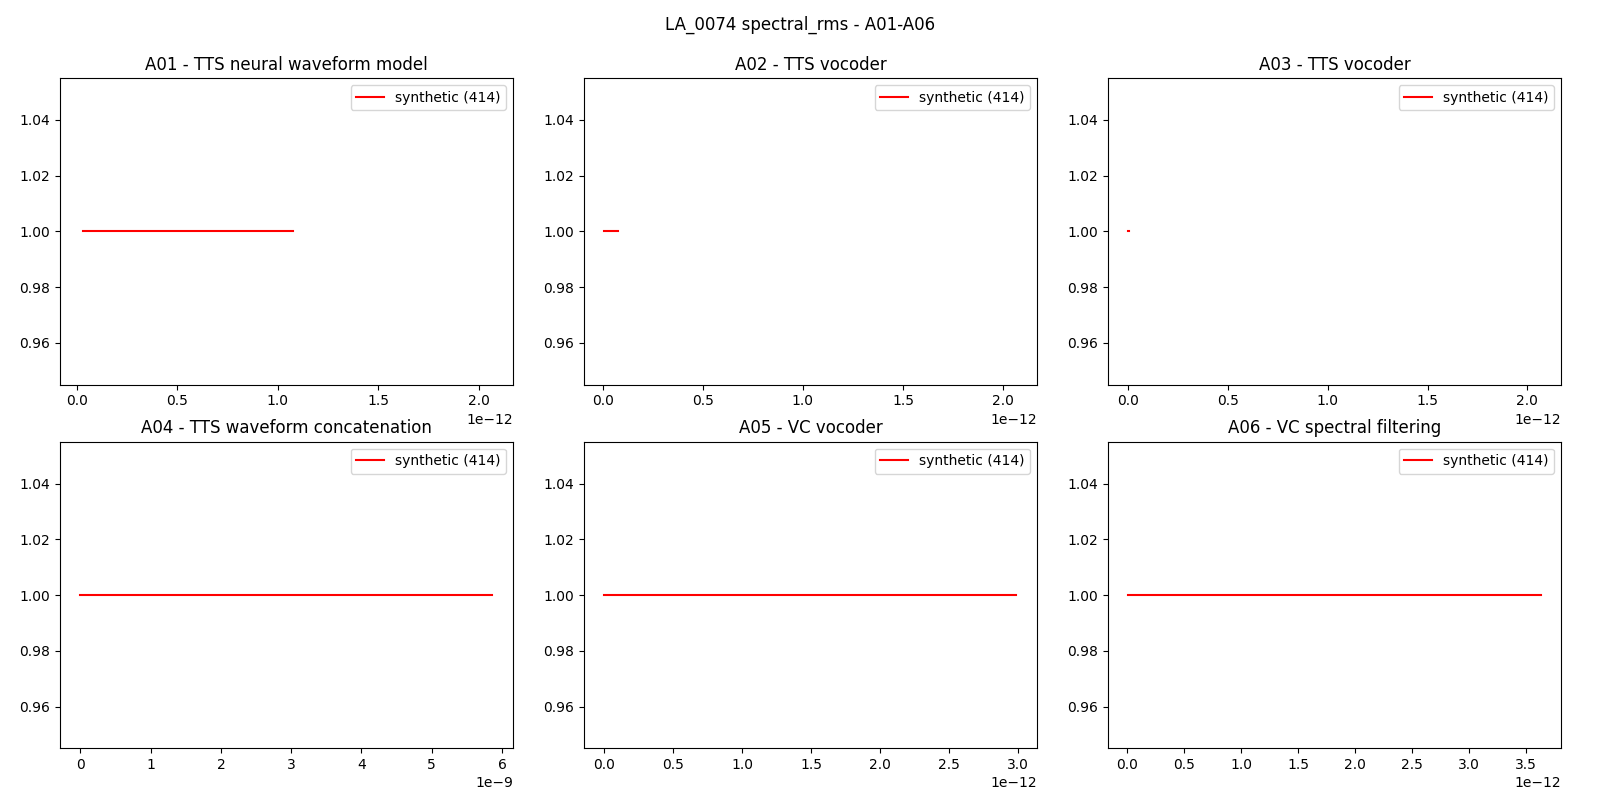 LA_0074 spectral_rms - A01-A06
A01 - TTS neural waveform model
synthetic (414)
1.04
1.02
1.00
0.98
0.96
0.0 0.5 1.0 1.5 2.0
1e−12
A02 - TTS vocoder
synthetic (414)
1.04
1.02
1.00
0.98
0.96
0.0 0.5 1.0 1.5 2.0
1e−12
A03 - TTS vocoder
synthetic (414)
1.04
1.02
1.00
0.98
0.96
0.0 0.5 1.0 1.5 2.0
1e−12
A04 - TTS waveform concatenation
synthetic (414)
1.04
1.02
1.00
0.98
0.96
0 1 2 3 4 5 6
1e−9
A05 - VC vocoder
synthetic (414)
1.04
1.02
1.00
0.98
0.96
0.0 0.5 1.0 1.5 2.0 2.5 3.0
1e−12
A06 - VC spectral filtering
synthetic (414)
1.04
1.02
1.00
0.98
0.96
0.0 0.5 1.0 1.5 2.0 2.5 3.0 3.5
1e−12